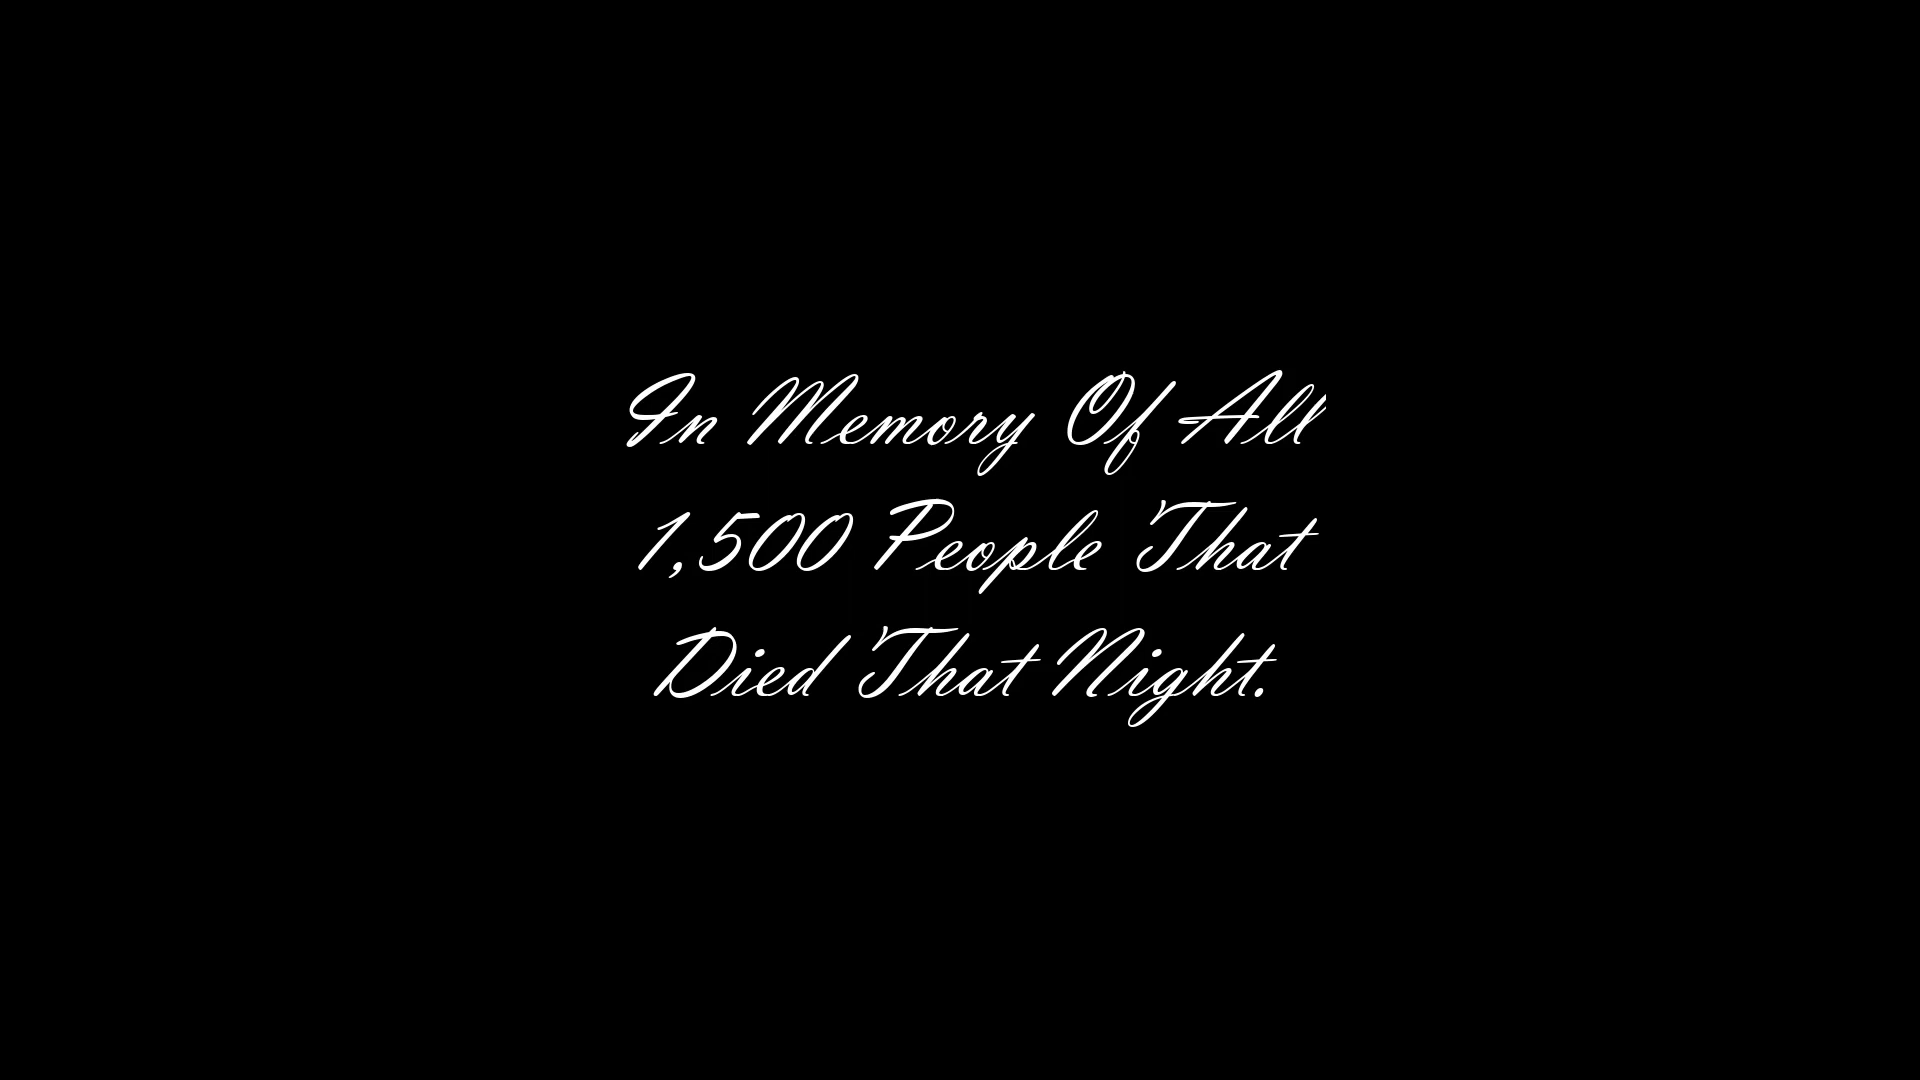 In Memory Of All
1,500 People That
Died That Night.